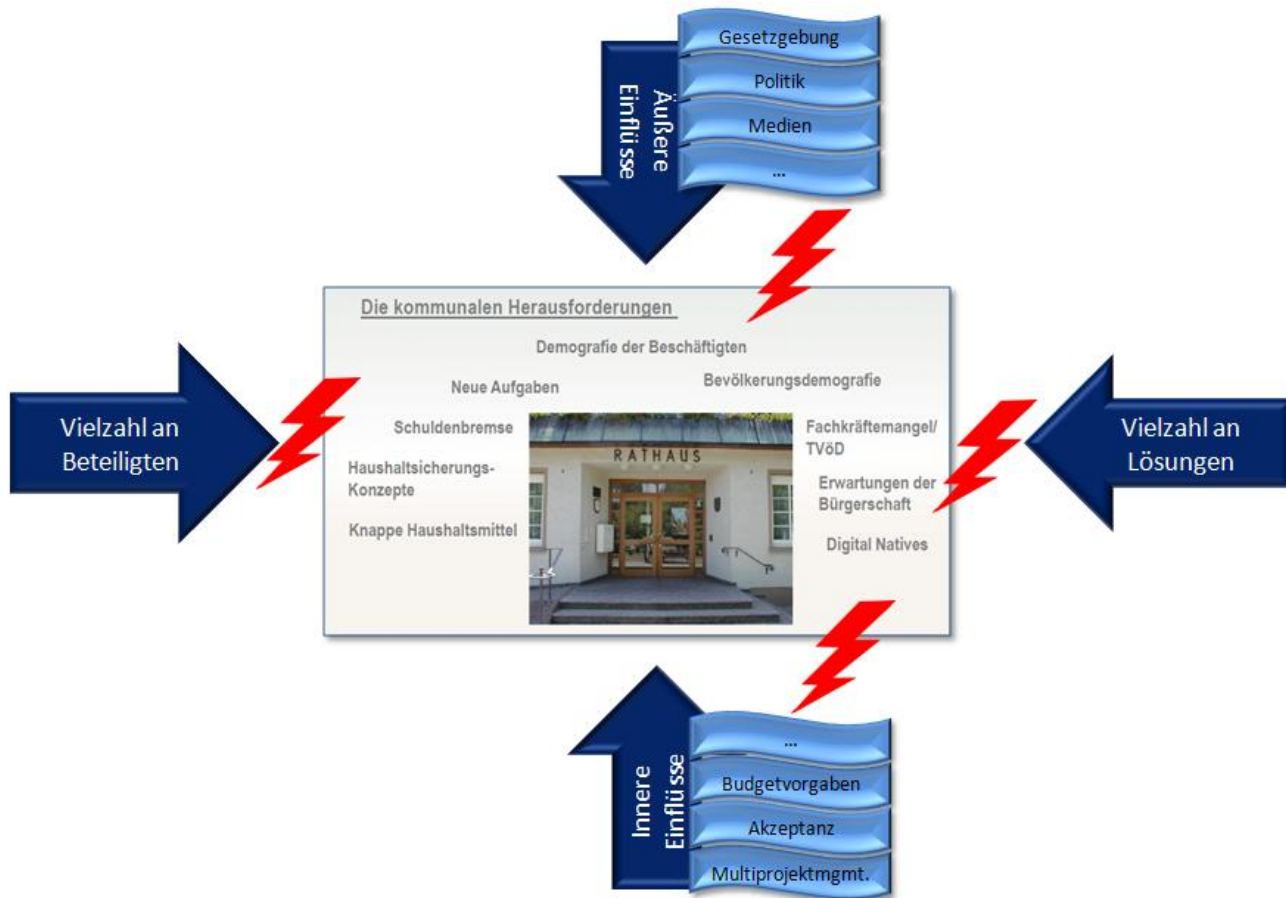 Gesetzgebung
Politik
Medien
...
Äußere
Einflüsse
Die kommunalen Herausforderungen
Demografie der Beschäftigten
Neue Aufgaben
Bevölkerungsdemografie
Schuldenbremse
Haushaltsicherungs-
Konzepte
Knappe Haushaltsmittel
RATHAUS
Fachkräftemangel/
TVöD
Erwartungen der
Bürgerschaft
Digital Natives
Vielzahl an
Beteiligten
Vielzahl an
Lösungen
Innere
Einflüsse
...
Budgetvorgaben
Akzeptanz
Multiprojektmgmt.